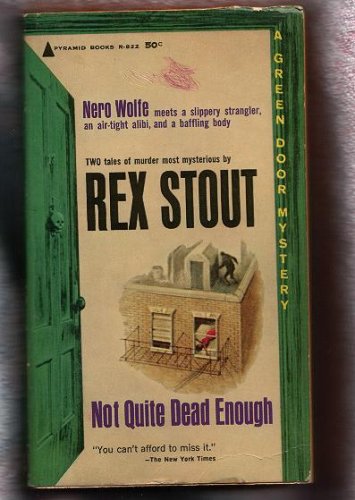 PYRAMID BOOKS R-822 50¢
Nero Wolfe meets a slippery strangler,
an air-tight alibi, and a baffling body
TWO tales of murder most mysterious by
REX STOUT
Not Quite Dead Enough
"You can't afford to miss it."
—The New York Times
A GREEN DOOR MYSTERY